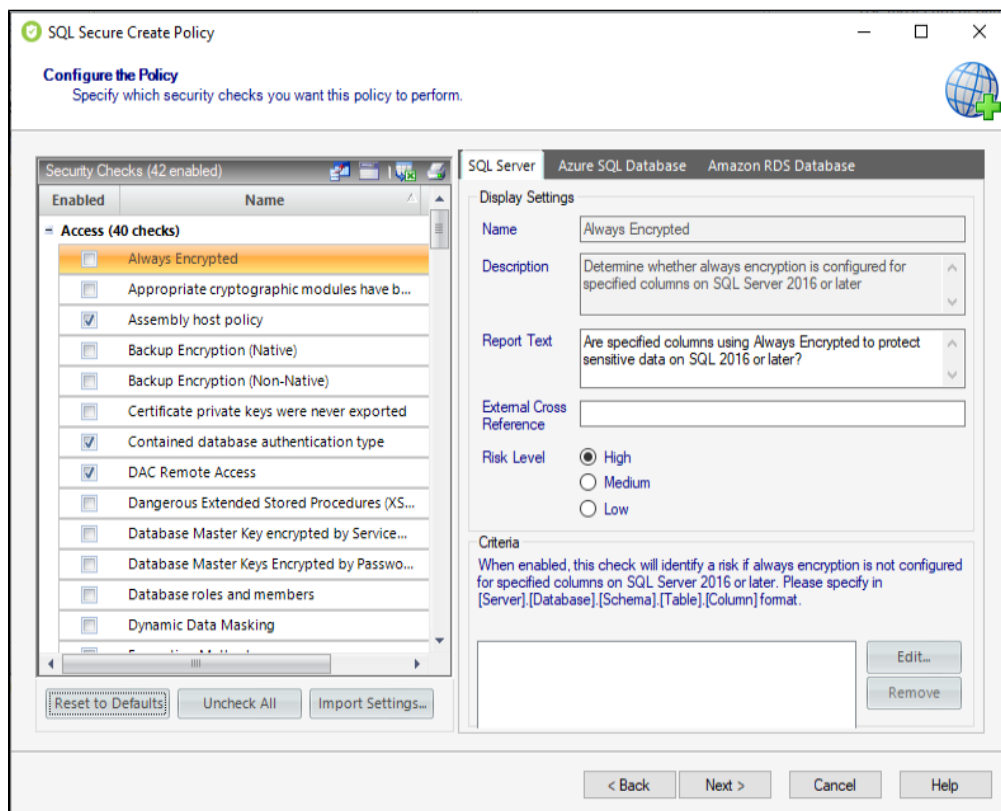 SQL Secure Create Policy
Configure the Policy
Specify which security checks you want this policy to perform.
Security Checks (42 enabled)
Enabled Name
Access (40 checks)
Always Encrypted
Appropriate cryptographic modules have b...
Assembly host policy
Backup Encryption (Native)
Backup Encryption (Non-Native)
Certificate private keys were never exported
Contained database authentication type
DAC Remote Access
Dangerous Extended Stored Procedures (XS...
Database Master Key encrypted by Service...
Database Master Keys Encrypted by Passwo...
Database roles and members
Dynamic Data Masking
Reset to Defaults Uncheck All Import Settings...
SQL Server Azure SQL Database Amazon RDS Database
Display Settings
Name Always Encrypted
Description Determine whether always encryption is configured for
specified columns on SQL Server 2016 or later
Report Text Are specified columns using Always Encrypted to protect
sensitive data on SQL 2016 or later?
External Cross
Reference
Risk Level High
Medium
Low
Criteria
When enabled, this check will identify a risk if always encryption is not configured
for specified columns on SQL Server 2016 or later. Please specify in
[Server].[Database].[Schema].[Table].[Column] format.
Edit...
Remove
< Back Next > Cancel Help